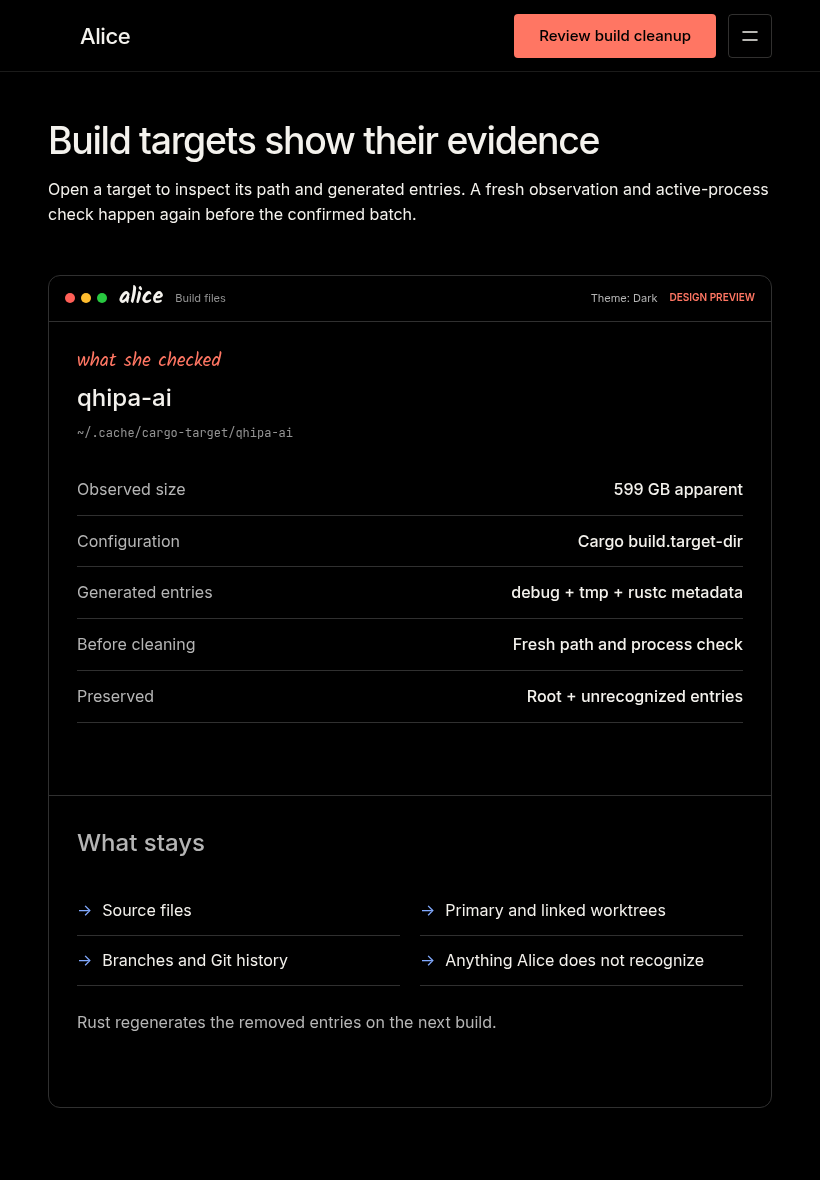 Alice
Review build cleanup
Build targets show their evidence
Open a target to inspect its path and generated entries. A fresh observation and active-process
check happen again before the confirmed batch.
alice
Build files
Theme: Dark
DESIGN PREVIEW
what she checked
qhipa-ai
~/.cache/cargo-target/qhipa-ai
Observed size
599 GB apparent
Configuration
Cargo build.target-dir
Generated entries
debug + tmp + rustc metadata
Before cleaning
Fresh path and process check
Preserved
Root + unrecognized entries
What stays
→ Source files
→ Primary and linked worktrees
→ Branches and Git history
→ Anything Alice does not recognize
Rust regenerates the removed entries on the next build.